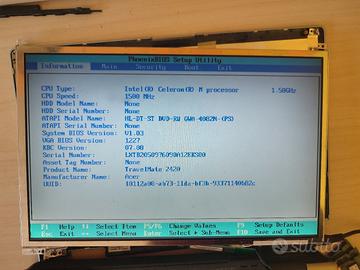 PhoenixBIOS Setup Utility
Information Main Security Boot Exit
CPU Type: Intel(R) Celeron(R) M processor 1.50GHz
CPU Speed: 1500 MHz
HDD Model Name: None
HDD Serial Number: None
ATAPI Model Name: HL-DT-ST DVD-RW GWA-4082N-(PS)
ATAPI Serial Number: None
System BIOS Version: V1.03
VGA BIOS Version: 1227
KBC Version: 07.08
Serial Number:
Asset Tag Number: None
Product Name: TravelMate 2420
Manufacturer Name: Acer
UUID:
F1 Help ↑↓ Select Item F5/F6 Change Values F9 Setup Defaults
Esc Exit ←→ Select Menu Enter Select ▸ Sub-Menu F10 Save and Exit
subito